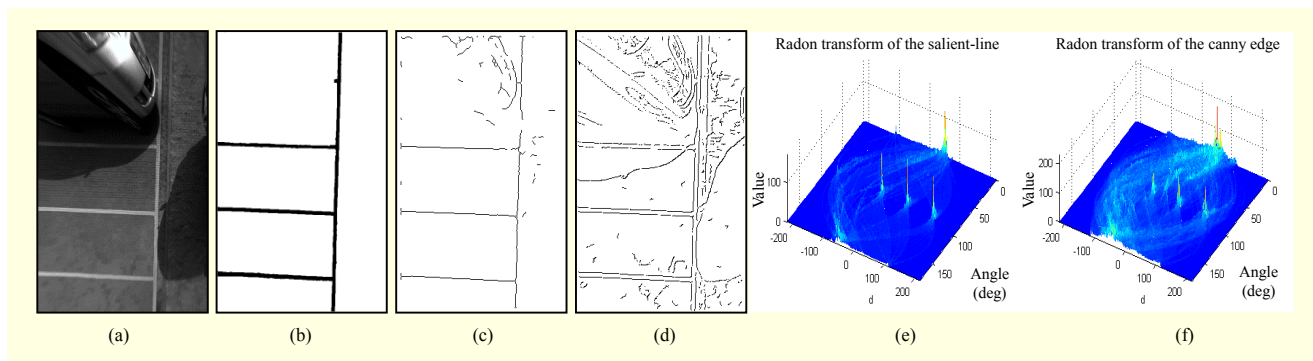 Radon transform of the salient-line
Radon transform of the canny edge
Value
100
0
-200
-100
0
100
200
d
150
100
50
0
Angle
(deg)
Value
200
100
0
-200
-100
0
100
200
d
150
100
50
0
Angle
(deg)
(a)
(b)
(c)
(d)
(e)
(f)